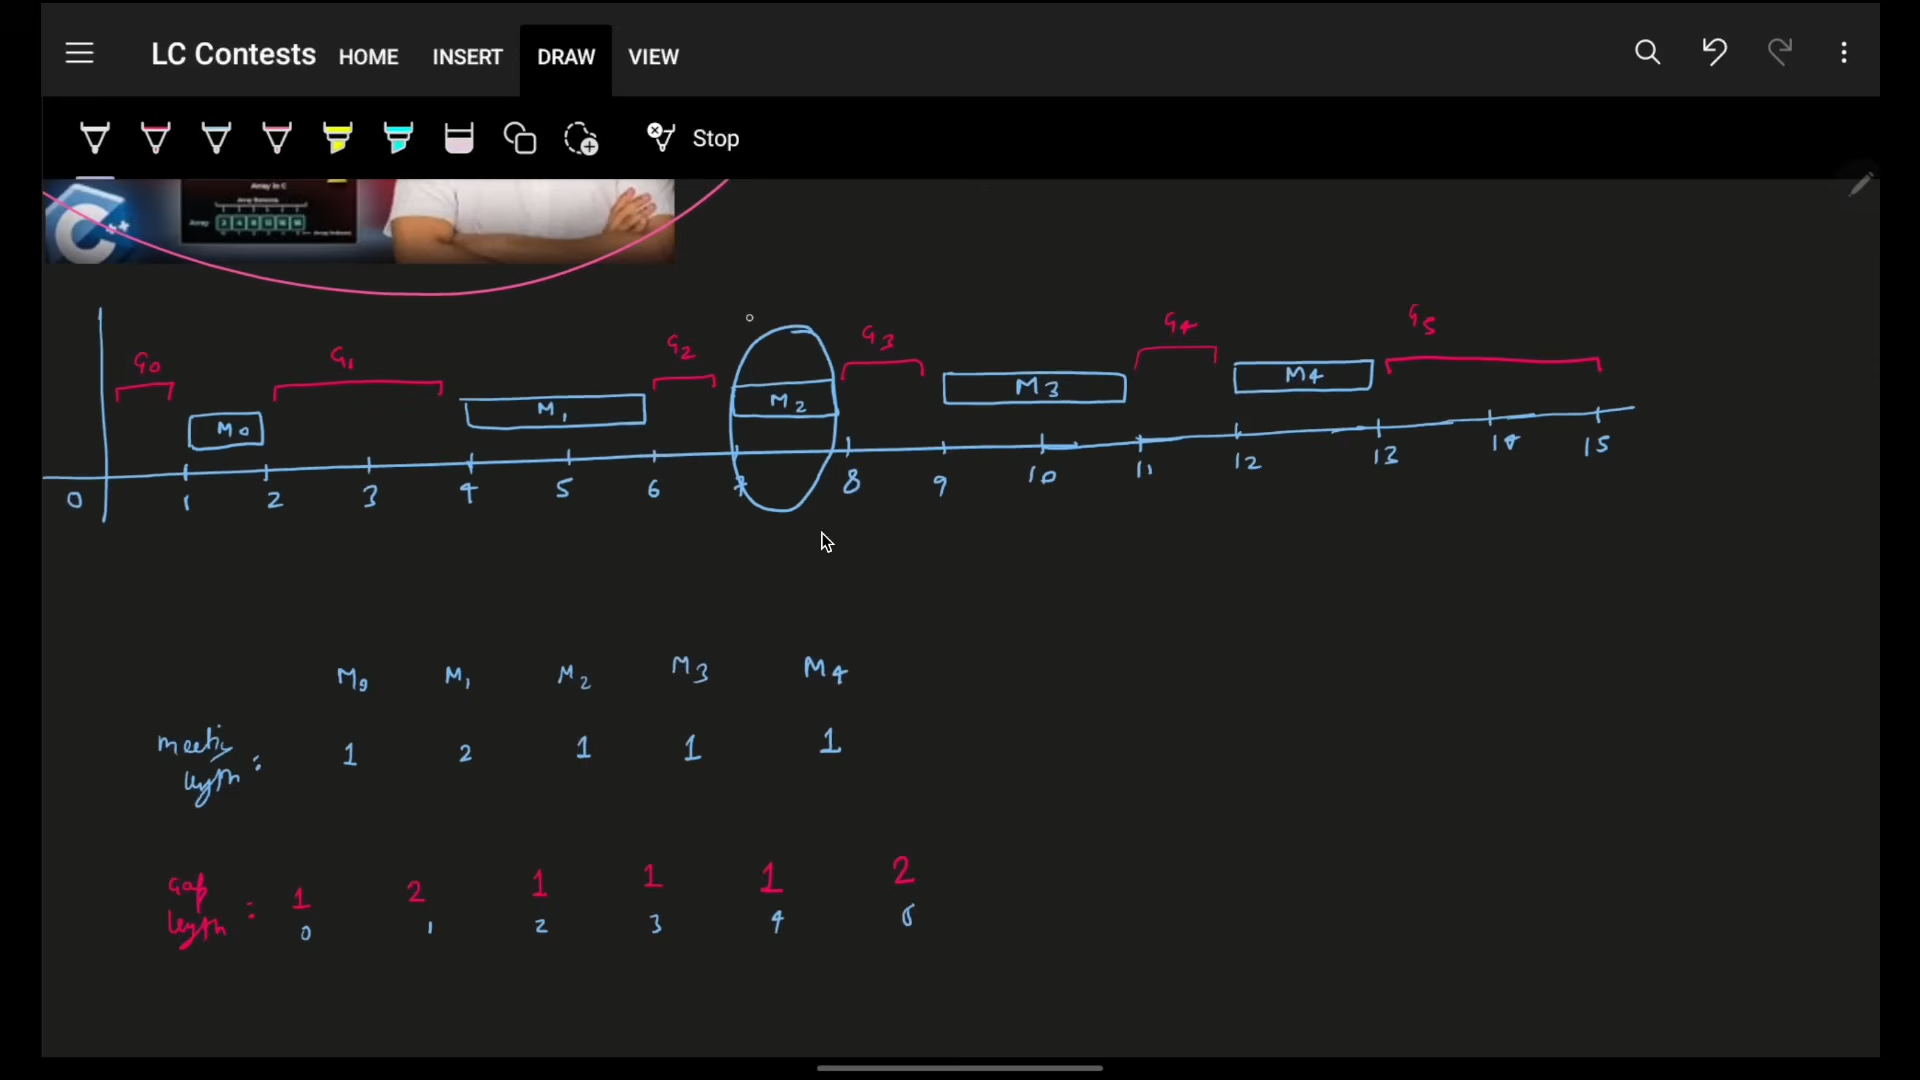 LC Contests HOME INSERT DRAW VIEW
Stop
Array in C
Array
G0 G1 G2 G3 G4 G5
M0 M1 M2 M3 M4
0 1 2 3 4 5 6 7 8 9 10 11 12 13 14 15
M0 M1 M2 M3 M4
meeting
length : 1 2 1 1 1
Gap
length : 1 2 1 1 1 2
0 1 2 3 4 5